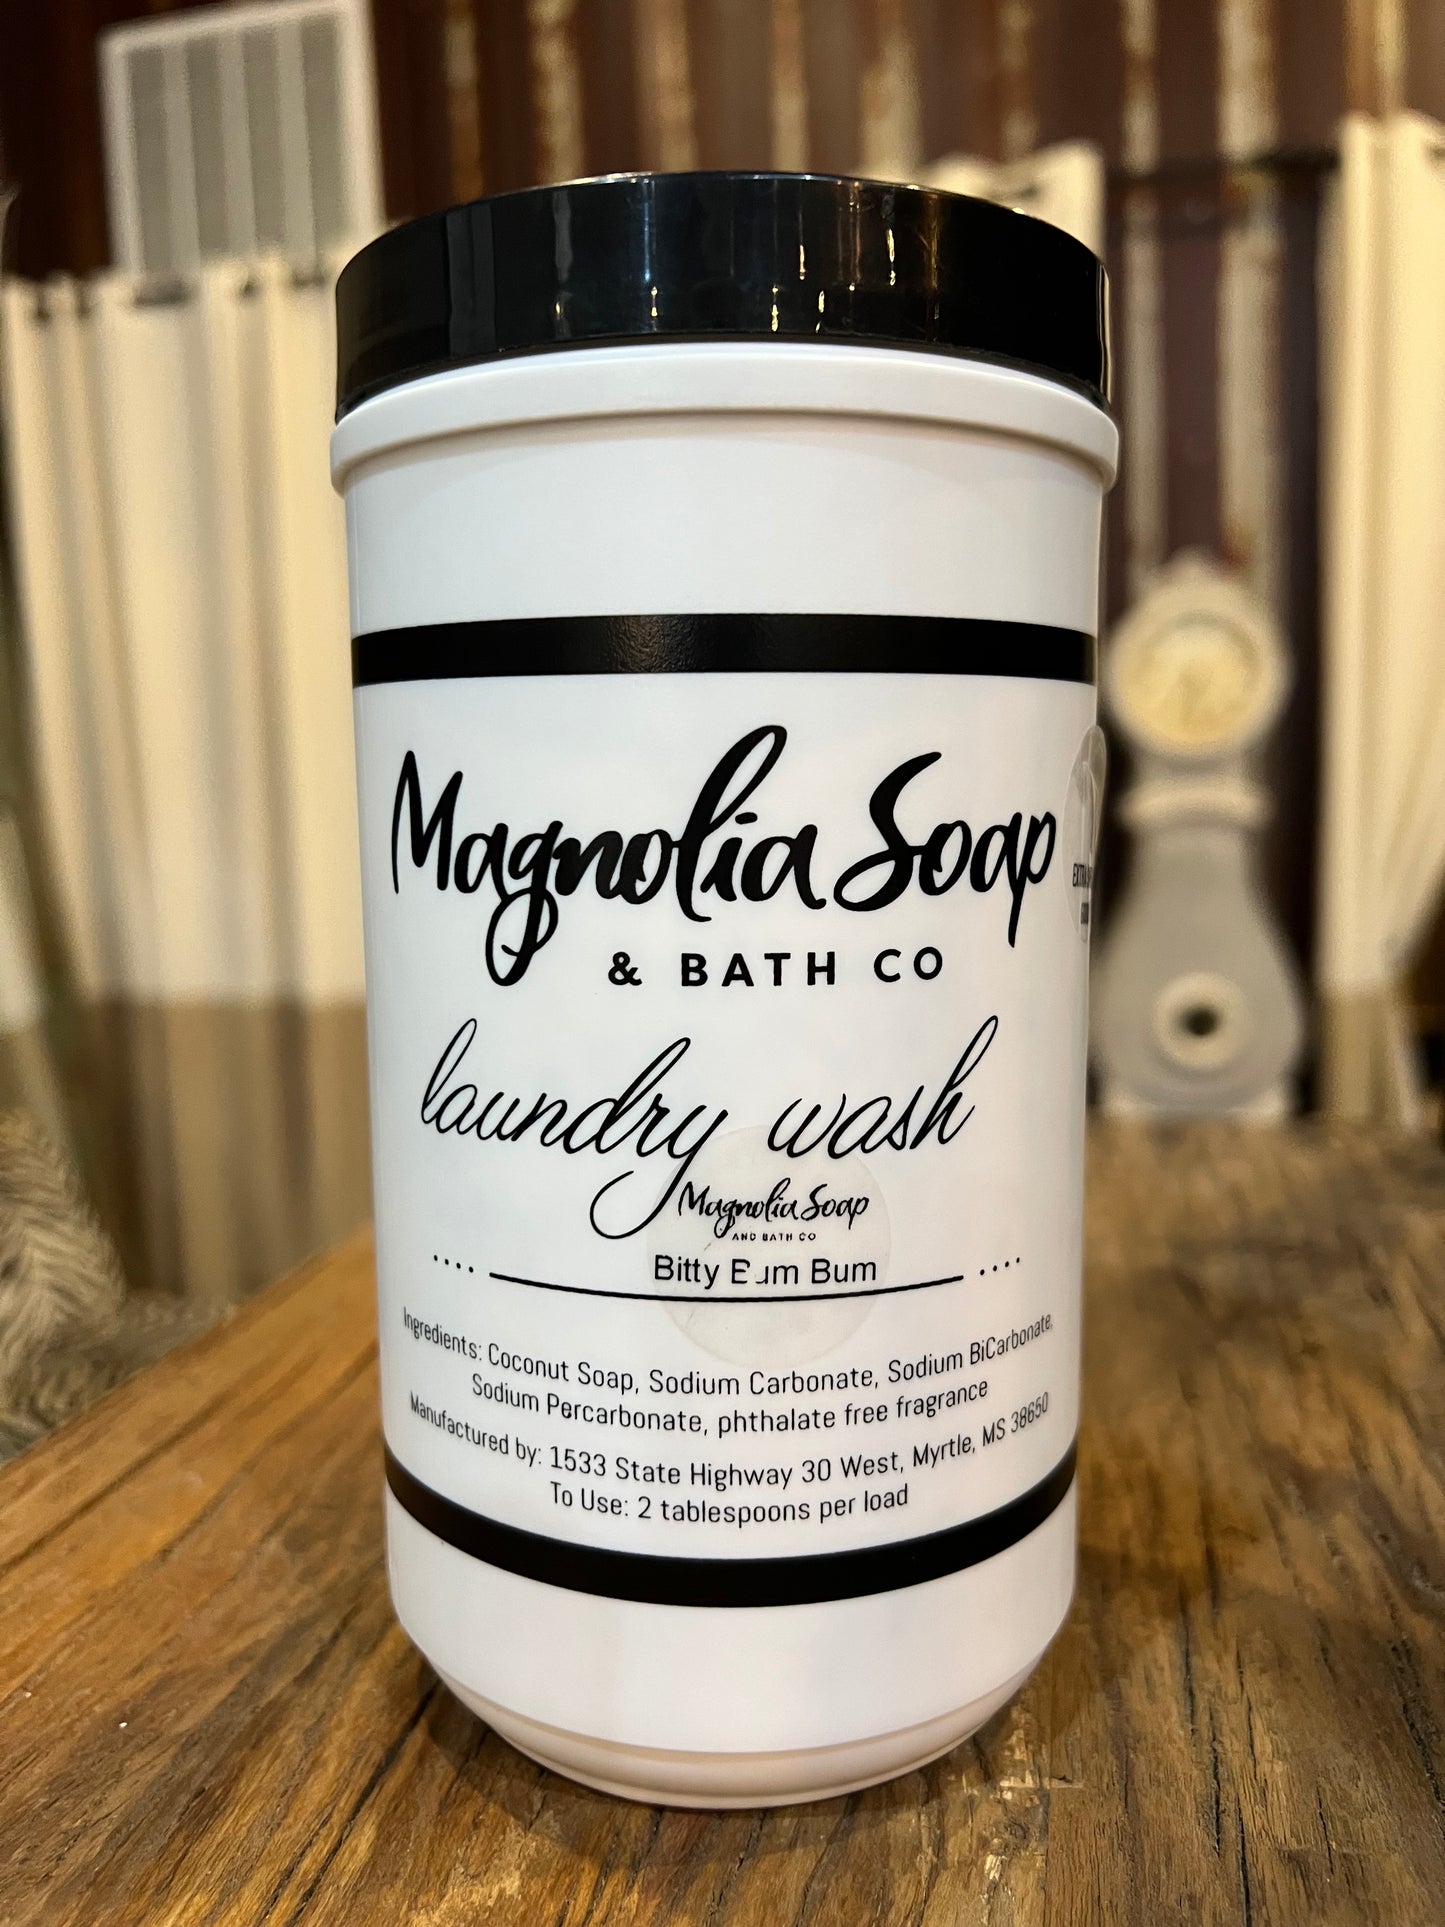 Magnolia Soap
& BATH CO
laundry wash
Magnolia Soap
AND BATH CO
Bitty Bum Bum
Ingredients: Coconut Soap, Sodium Carbonate, Sodium BiCarbonate,
Sodium Percarbonate, phthalate free fragrance
Manufactured by: 1533 State Highway 30 West, Myrtle, MS 38650
To Use: 2 tablespoons per load